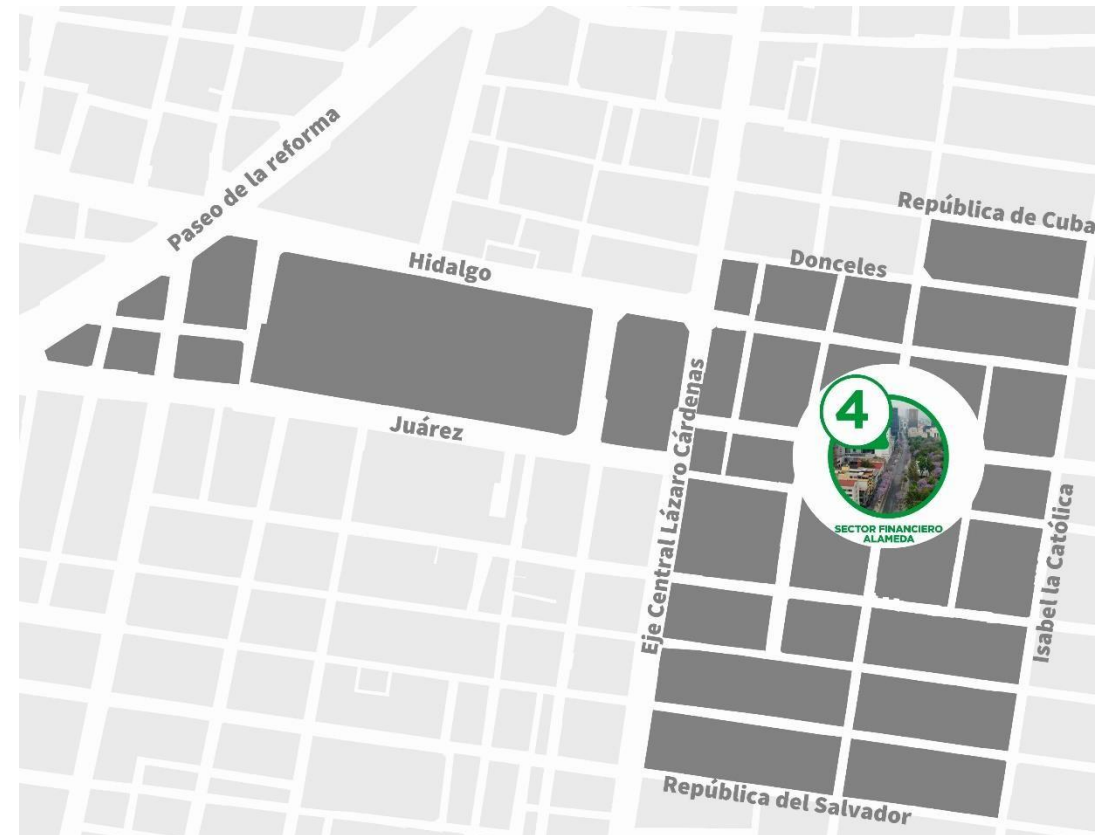 Paseo de la reforma
República de Cuba
Hidalgo
Donceles
Juárez
Eje Central Lázaro Cárdenas
4
SECTOR FINANCIERO
ALAMEDA
Isabel la Católica
República del Salvador